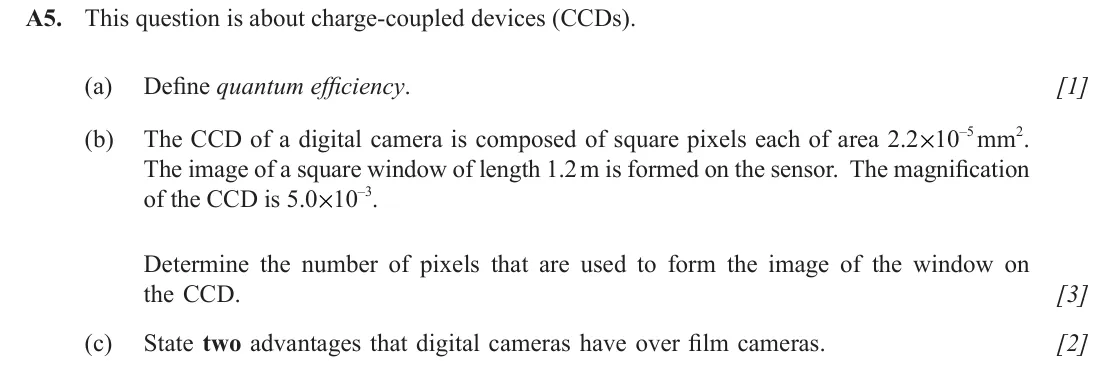 A5. This question is about charge-coupled devices (CCDs).
(a) Define quantum efficiency. [1]
(b) The CCD of a digital camera is composed of square pixels each of area 2.2×10⁻⁵ mm².
The image of a square window of length 1.2 m is formed on the sensor. The magnification
of the CCD is 5.0×10⁻³.
Determine the number of pixels that are used to form the image of the window on
the CCD. [3]
(c) State two advantages that digital cameras have over film cameras. [2]